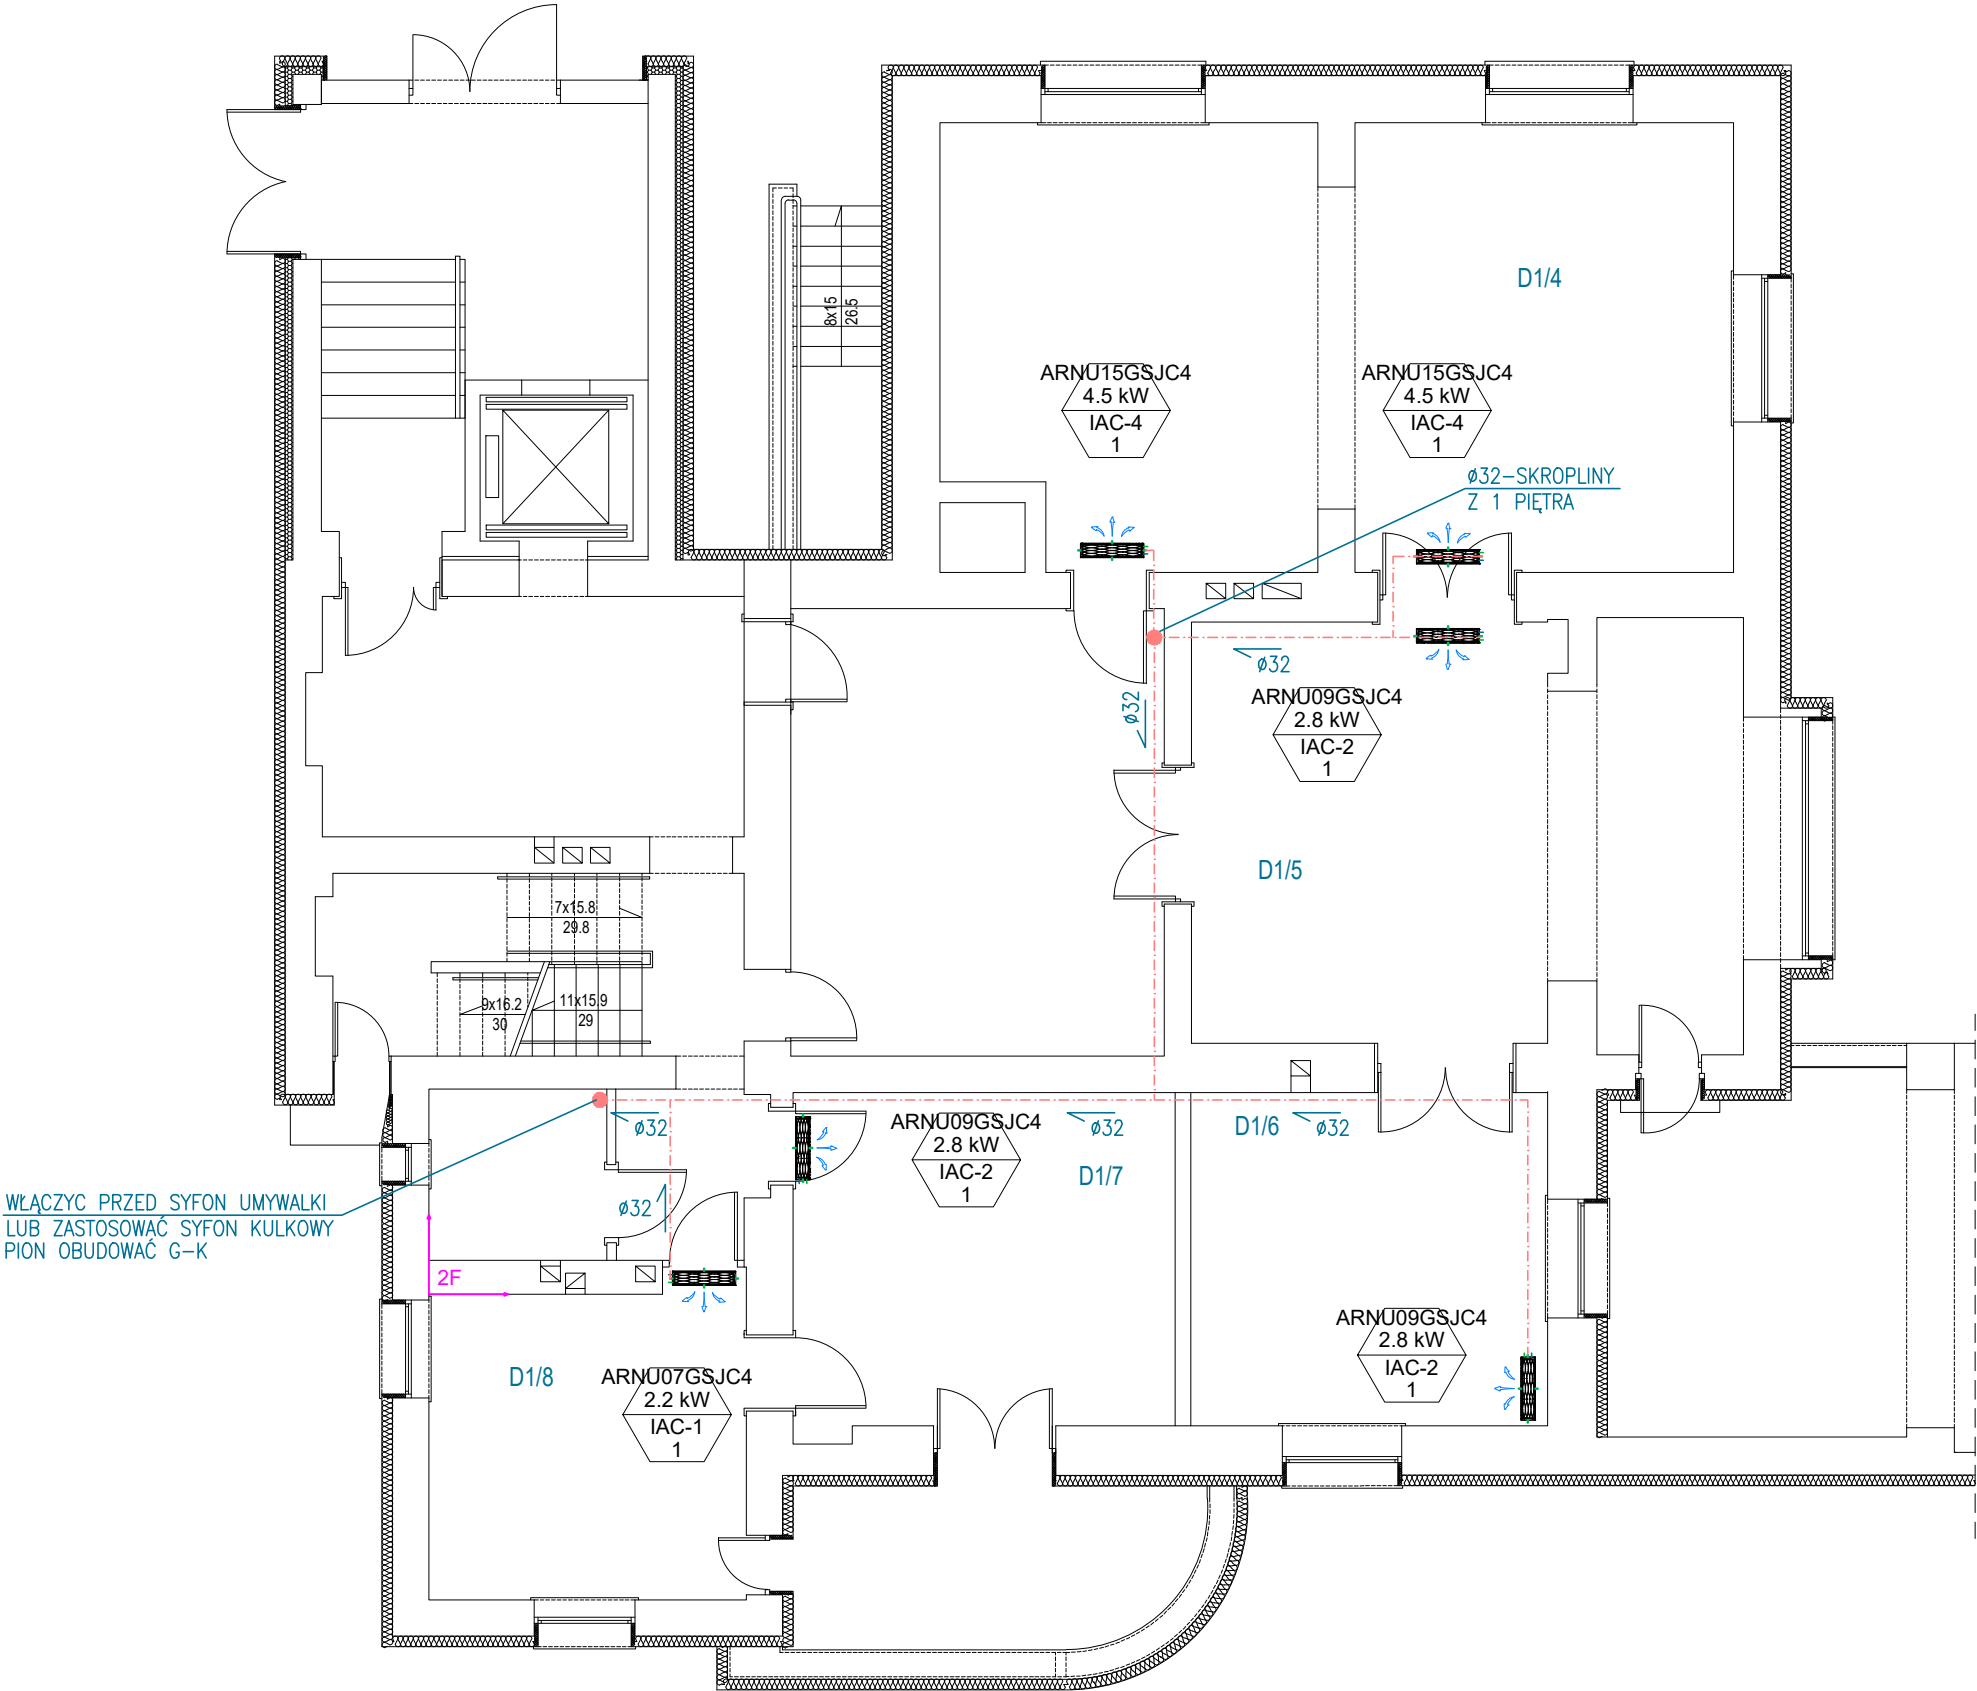 8x15
26.5
D1/4
ARNU15GSJC4
4.5 kW
IAC-4
1
ARNU15GSJC4
4.5 kW
IAC-4
1
ø32-SKROPLINY
Z 1 PIĘTRA
ø32
ø32
ARNU09GSJC4
2.8 kW
IAC-2
1
D1/5
7x15.8
29.8
9x16.2
30
11x15.9
29
ø32
ARNU09GSJC4
2.8 kW
IAC-2
1
ø32
D1/7
D1/6
ø32
WŁĄCZYC PRZED SYFON UMYWALKI
LUB ZASTOSOWAĆ SYFON KULKOWY
PION OBUDOWAĆ G-K
ø32
2F
D1/8
ARNU07GSJC4
2.2 kW
IAC-1
1
ARNU09GSJC4
2.8 kW
IAC-2
1